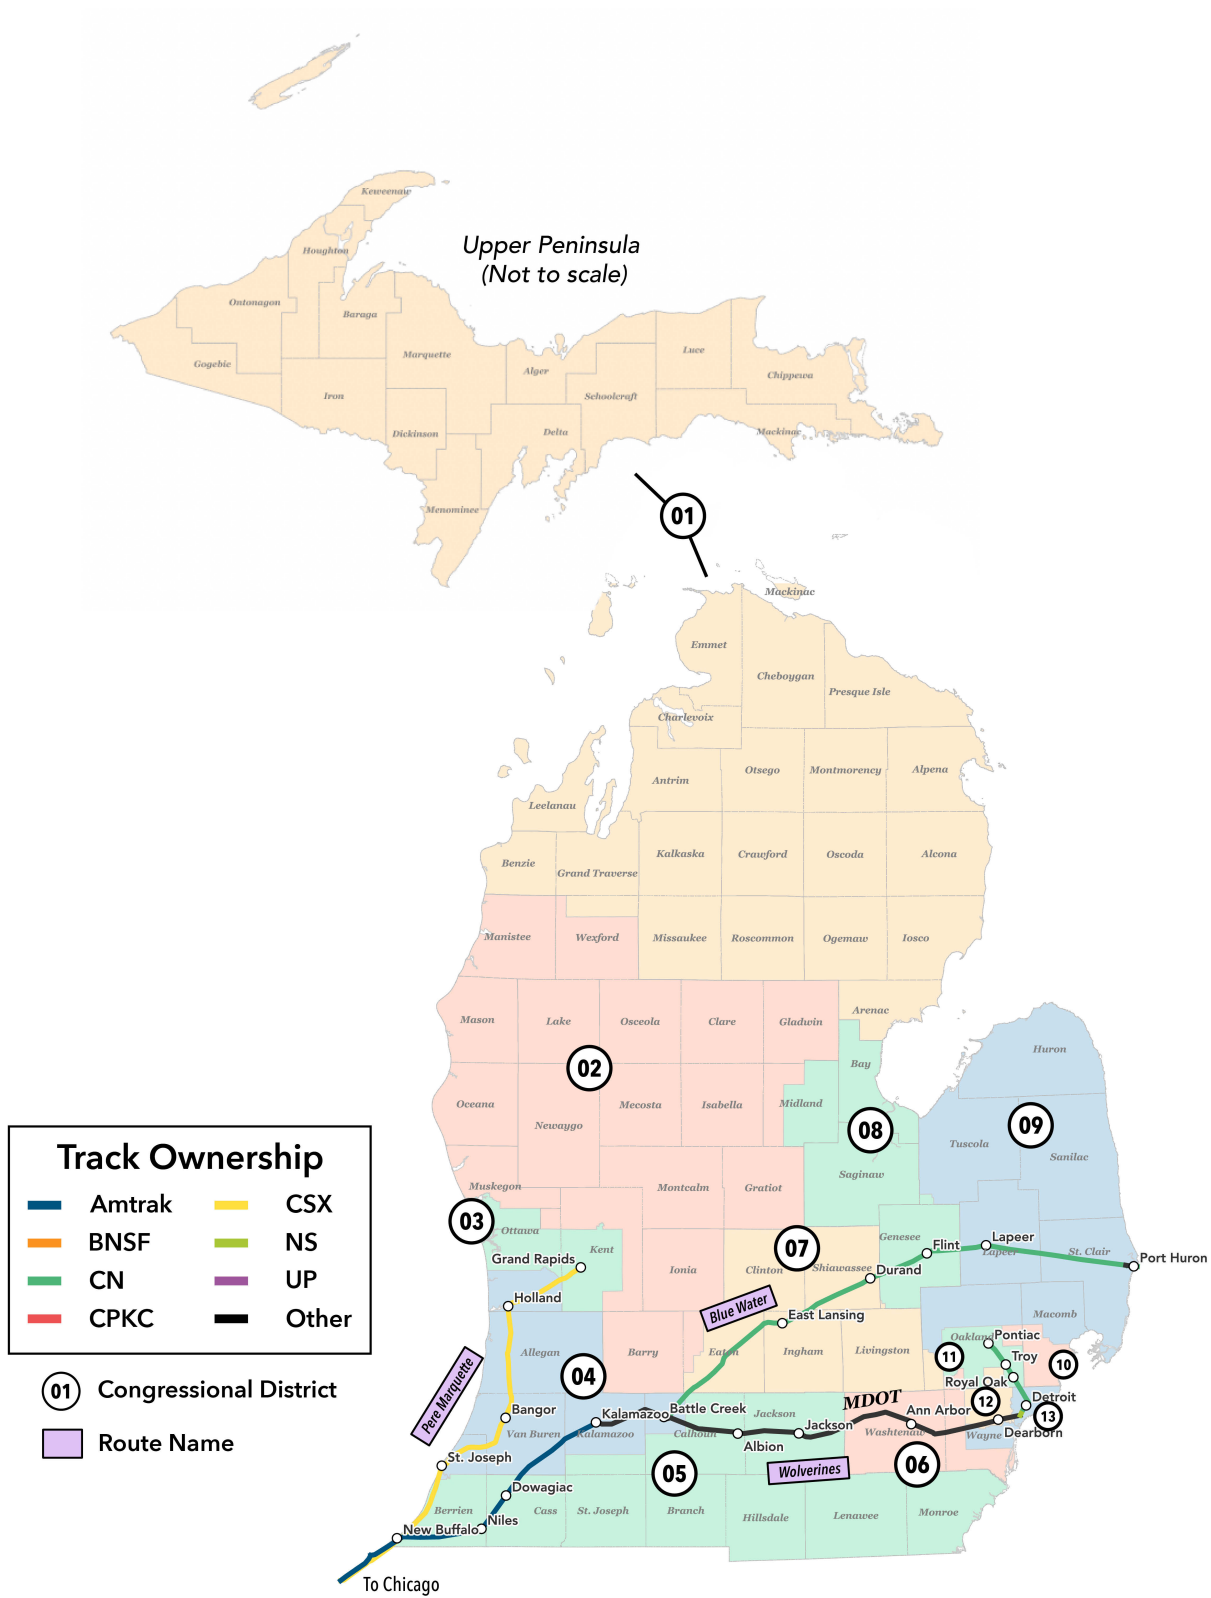 Keweenaw
Upper Peninsula
(Not to scale)
Houghton
Ontonagon
Baraga
Marquette
Luce
Gogebic
Alger
Chippewa
Iron
Schoolcraft
Dickinson
Delta
Mackinac
Menominee
01
Mackinac
Emmet
Cheboygan
Presque Isle
Charlevoix
Antrim
Otsego
Montmorency
Alpena
Leelanau
Benzie
Grand Traverse
Kalkaska
Crawford
Oscoda
Alcona
Manistee
Wexford
Missaukee
Roscommon
Ogemaw
Iosco
Arenac
Mason
Lake
Osceola
Clare
Gladwin
Huron
02
Bay
Oceana
Mecosta
Isabella
Midland
Newaygo
08
09
Tuscola
Sanilac
Saginaw
Muskegon
Montcalm
Gratiot
03
Ottawa
Kent
Genesee
07
Flint
Lapeer
Lapeer
St. Clair
Port Huron
Grand Rapids
Ionia
Clinton
Shiawassee
Durand
Holland
Blue Water
East Lansing
Macomb
Allegan
Barry
Eaton
Ingham
Livingston
Oakland
Pontiac
11
Troy
10
04
Royal Oak
Pere Marquette
12
Detroit
13
MDOT
Bangor
Kalamazoo
Battle Creek
Jackson
Ann Arbor
Van Buren
Kalamazoo
Calhoun
Albion
Jackson
Washtenaw
Wayne
Dearborn
St. Joseph
05
Wolverines
06
Dowagiac
Berrien
Cass
St. Joseph
Branch
Hillsdale
Lenawee
Monroe
New Buffalo
Niles
To Chicago
Track Ownership
Amtrak
CSX
BNSF
NS
CN
UP
CPKC
Other
01
Congressional District
Route Name